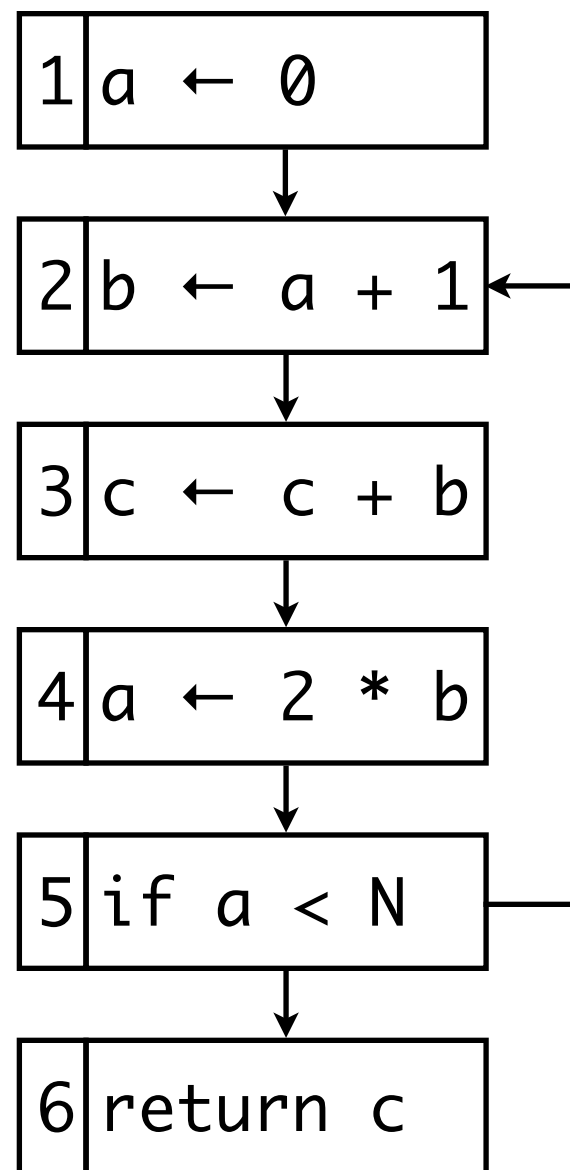 1 a ← 0
2 b ← a + 1
3 c ← c + b
4 a ← 2 * b
5 if a < N
6 return c